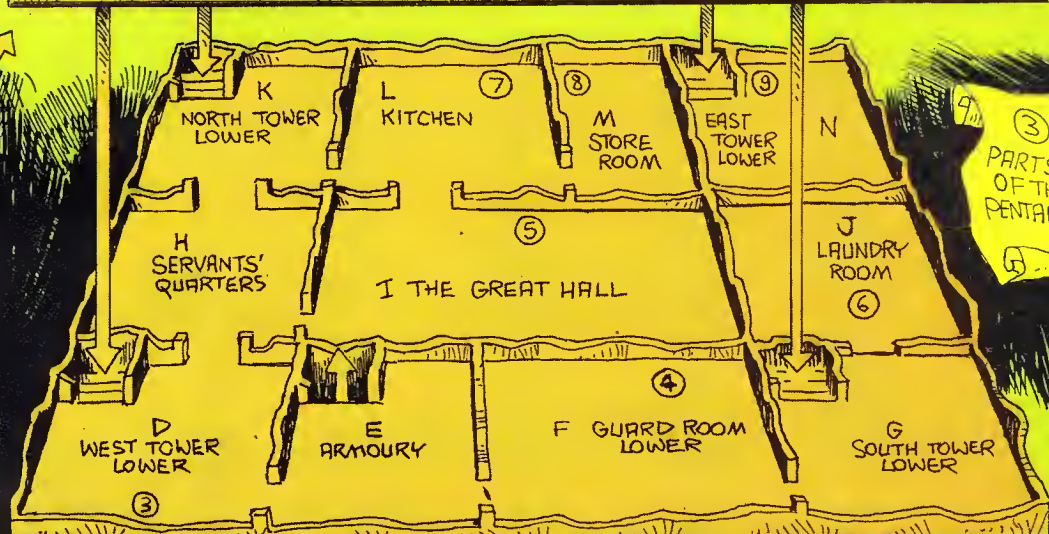 K
NORTH TOWER
LOWER
L
KITCHEN
⑦
⑧
M
STORE
ROOM
EAST
TOWER
LOWER
⑨
N
③
PARTS
OF TH
PENTA
H
SERVANTS'
QUARTERS
⑤
I THE GREAT HALL
J
LAUNDRY
ROOM
⑥
D
WEST TOWER
LOWER
③
E
ARMOURY
④
F GUARD ROOM
LOWER
G
SOUTH TOWER
LOWER